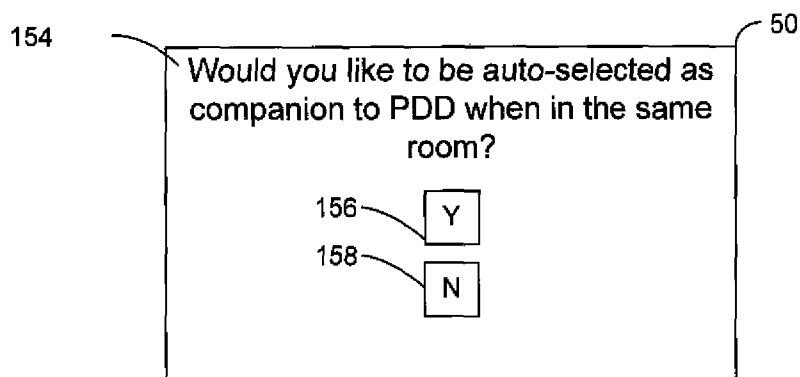 154
50
Would you like to be auto-selected as
companion to PDD when in the same
room?
156
Y
158
N